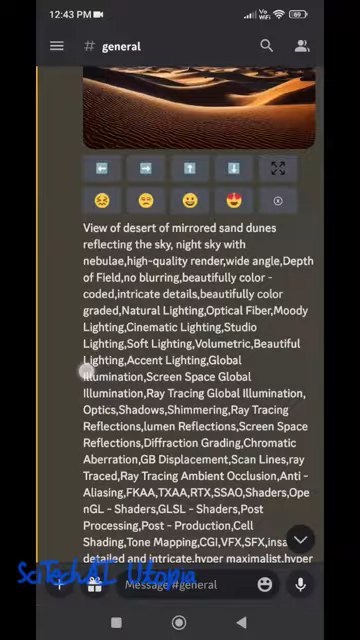 12:43 PM
Vo WiFi 69
# general
View of desert of mirrored sand dunes
reflecting the sky, night sky with
nebulae,high-quality render,wide angle,Depth
of Field,no blurring,beautifully color -
coded,intricate details,beautifully color
graded,Natural Lighting,Optical Fiber,Moody
Lighting,Cinematic Lighting,Studio
Lighting,Soft Lighting,Volumetric,Beautiful
Lighting,Accent Lighting,Global
Illumination,Screen Space Global
Illumination,Ray Tracing Global Illumination,
Optics,Shadows,Shimmering,Ray Tracing
Reflections,lumen Reflections,Screen Space
Reflections,Diffraction Grading,Chromatic
Aberration,GB Displacement,Scan Lines,ray
Traced,Ray Tracing Ambient Occlusion,Anti -
Aliasing,FKAA,TXAA,RTX,SSAO,Shaders,Ope
nGL - Shaders,GLSL - Shaders,Post
Processing,Post - Production,Cell
Shading,Tone Mapping,CGI,VFX,SFX,insa
detailed and intricate,hyper maximalist,hyper
SciTechAI Utopia
Message #general